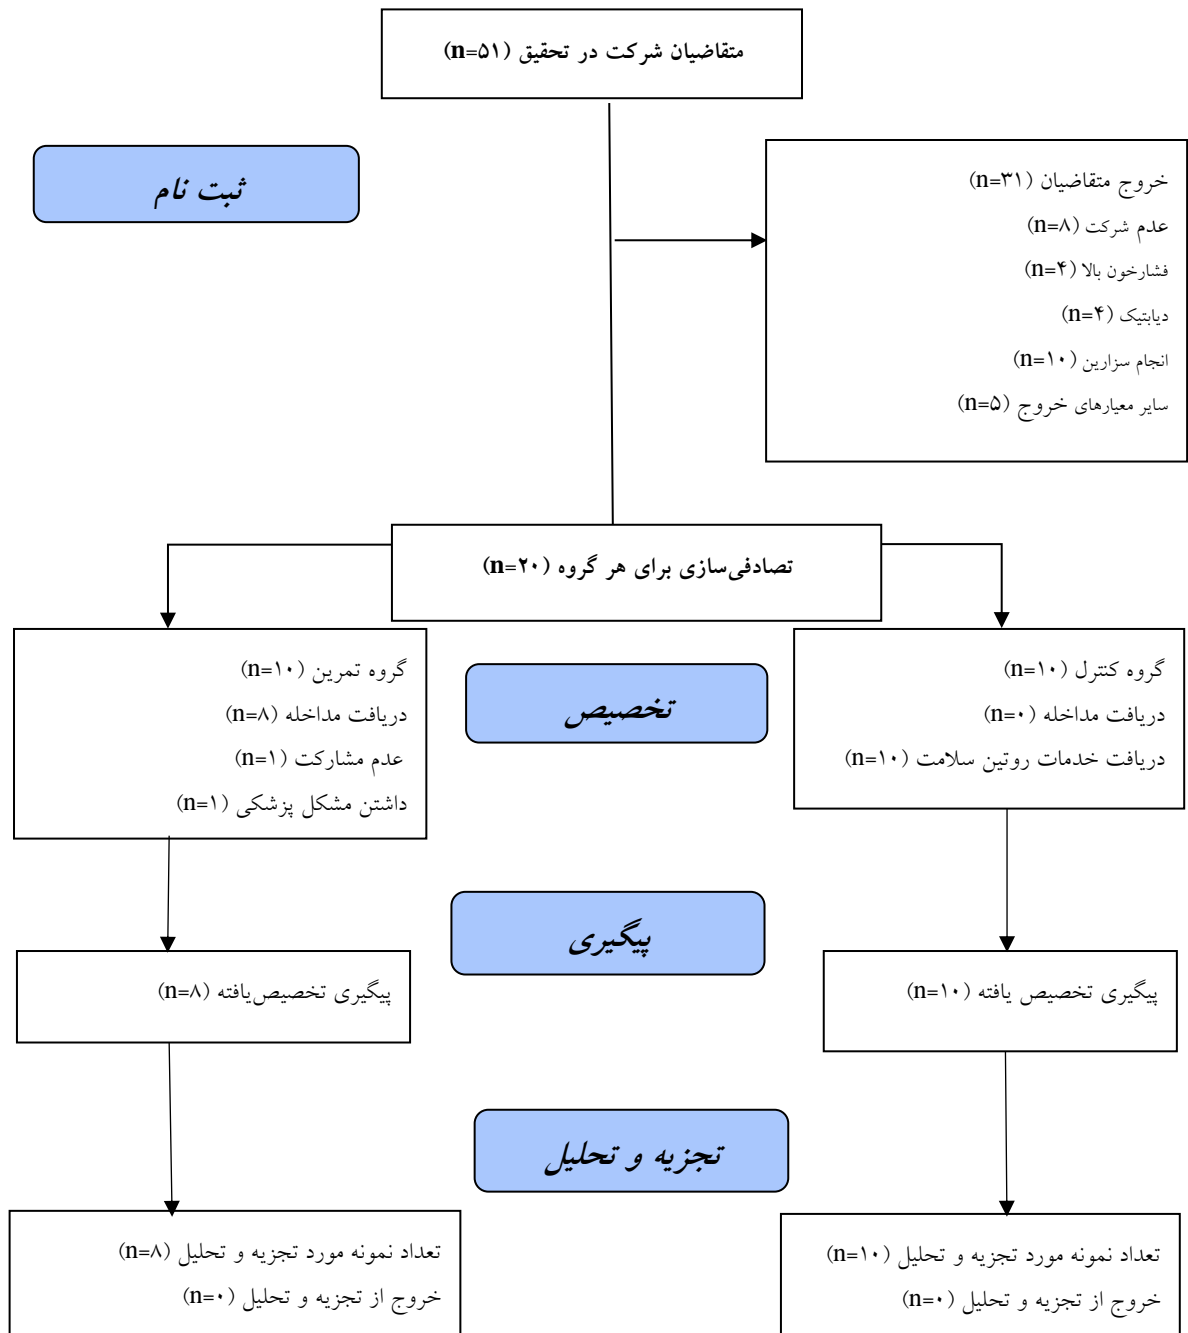 متقاضیان شرکت در تحقیق (n=۵۱)
ثبت نام
خروج متقاضیان (n=۳۱)
عدم شرکت (n=۸)
فشارخون بالا (n=۴)
دیابتیک (n=۴)
انجام سزارین (n=۱۰)
سایر معیارهای خروج (n=۵)
تصادفی‌سازی برای هر گروه (n=۲۰)
گروه کنترل (n=۱۰)
دریافت مداخله (n=۰)
دریافت خدمات روتین سلامت (n=۱۰)
تخصیص
گروه تمرین (n=۱۰)
دریافت مداخله (n=۸)
عدم مشارکت (n=۱)
داشتن مشکل پزشکی (n=۱)
پیگیری
پیگیری تخصیص یافته (n=۱۰)
پیگیری تخصیص‌یافته (n=۸)
تجزیه و تحلیل
تعداد نمونه مورد تجزیه و تحلیل (n=۱۰)
خروج از تجزیه و تحلیل (n=۰)
تعداد نمونه مورد تجزیه و تحلیل (n=۸)
خروج از تجزیه و تحلیل (n=۰)